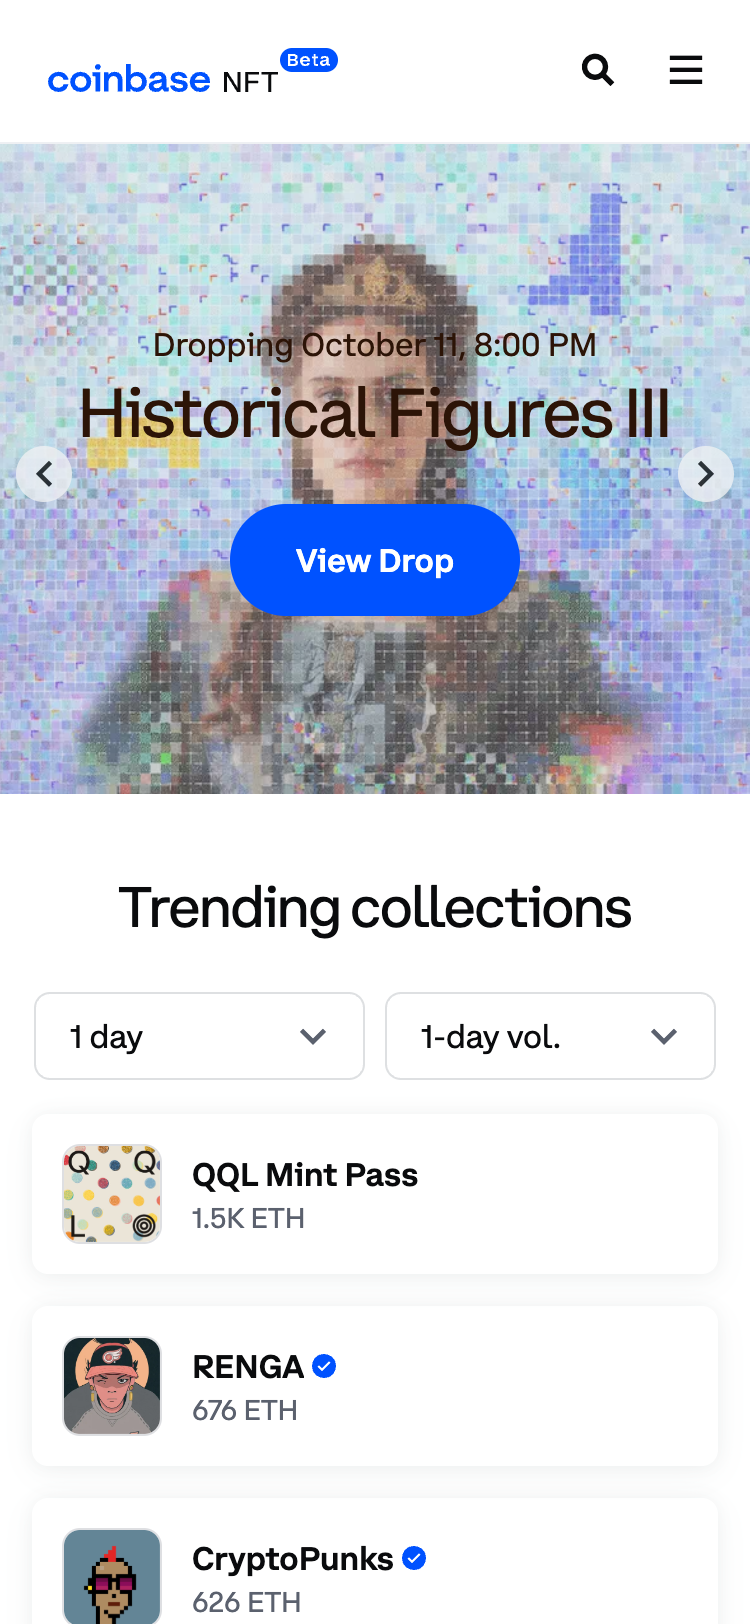 coinbase NFT Beta
Dropping October 11, 8:00 PM
Historical Figures III
View Drop
Trending collections
1 day
1-day vol.
Q Q
L
QQL Mint Pass
1.5K ETH
RENGA
676 ETH
CryptoPunks
626 ETH